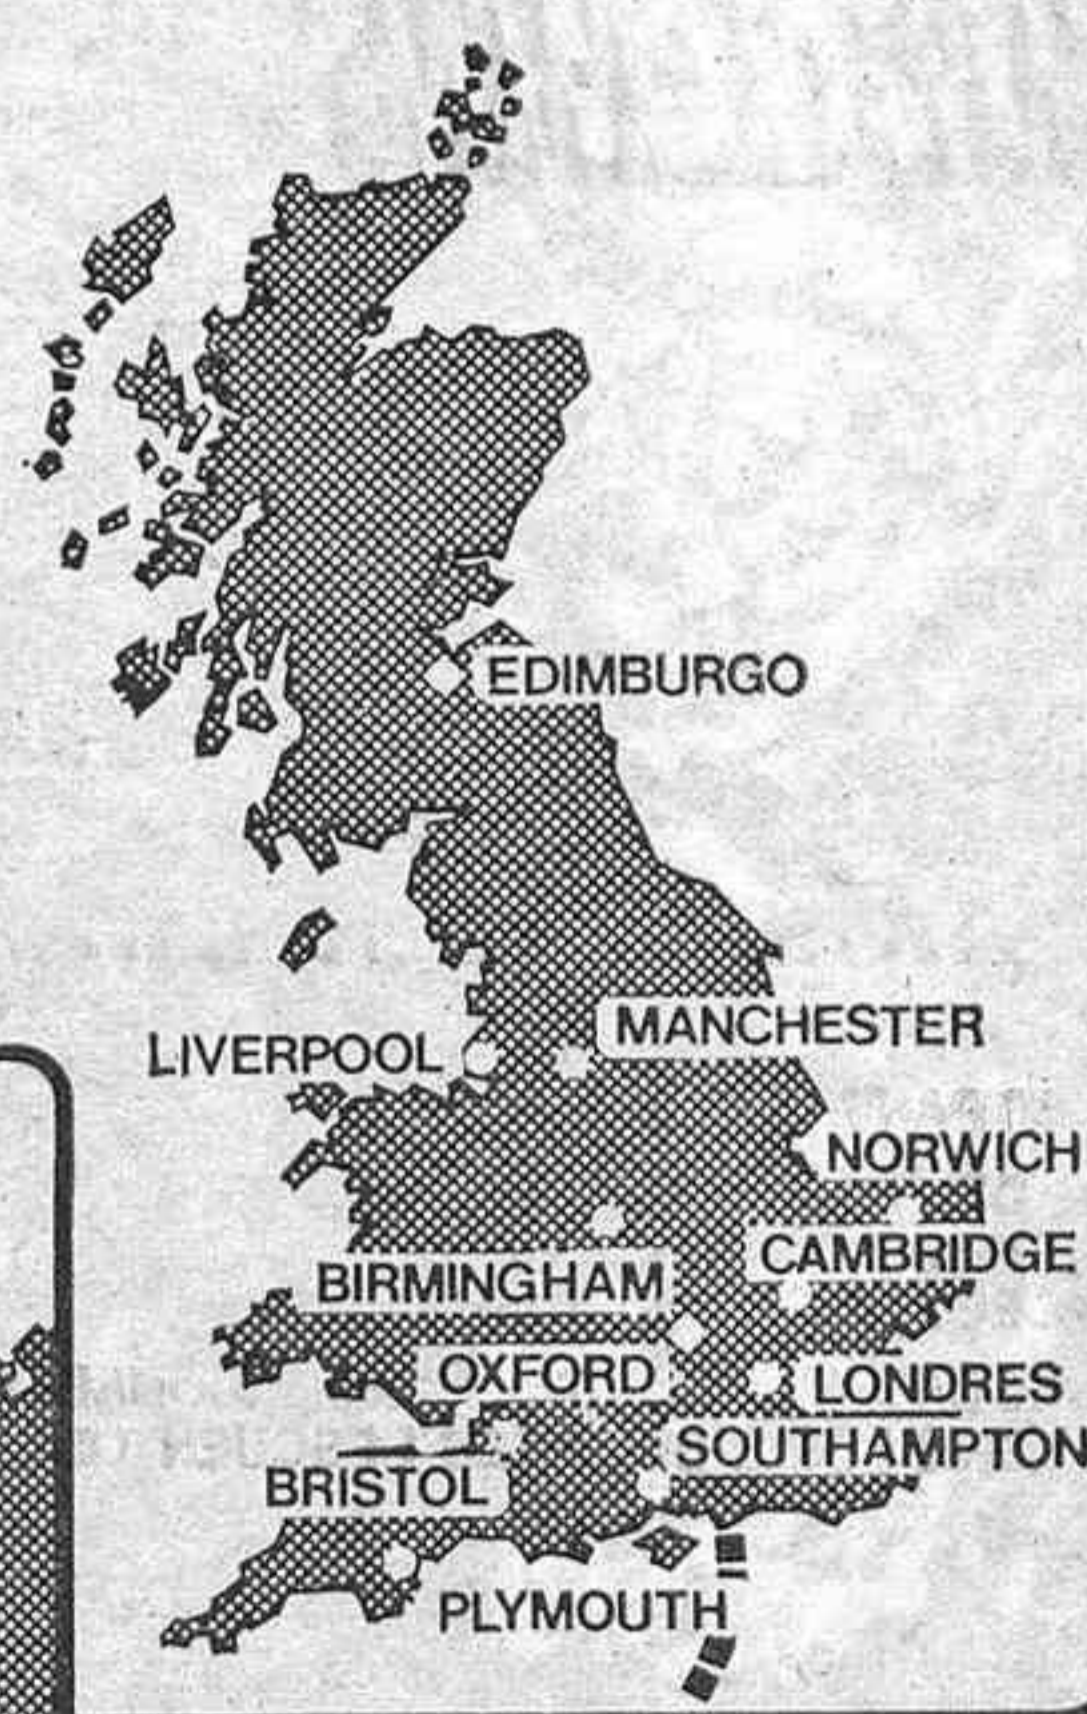 EDIMBURGO
MANCHESTER
LIVERPOOL
NORWICH
CAMBRIDGE
BIRMINGHAM
OXFORD
LONDRES
SOUTHAMPTON
BRISTOL
PLYMOUTH